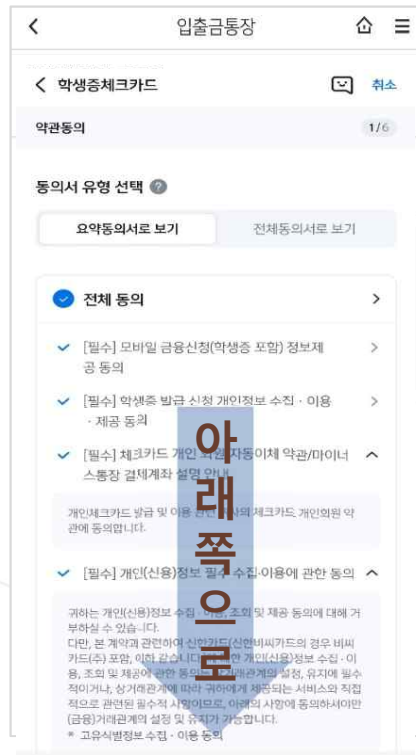 입출금통장
학생증체크카드
취소
약관동의
1/6
동의서 유형 선택 ?
요약동의서로 보기
전체동의서로 보기
전체 동의
[필수] 모바일 금융신청(학생증 포함) 정보제
공 동의
[필수] 학생증 발급 신청 개인정보 수집 · 이용
· 제공 동의
[필수] 체크카드 개인 회원 자동이체 약관/마이너
스통장 결제계좌 설명 안내
개인체크카드 발급 및 이용 관련 체크카드 개인회원 약
관에 동의합니다.
[필수] 개인(신용)정보 필수 수집·이용에 관한 동의
귀하는 개인(신용)정보 수집 · 이용, 조회 및 제공 동의에 대해 거
부하실 수 있습니다.
다만, 본 계약과 관련하여 신한카드(신한비씨카드의 경우 비씨
카드(주) 포함, 이하 같습니다) 개인(신용)정보 수집 · 이
용, 조회 및 제공에 관한 동의는 상거래관계의 설정, 유지에 필수
적이거나, 상거래관계에 따라 귀하에게 제공되는 서비스와 직접
적으로 관련된 필수적 사항이므로, 아래의 사항에 동의하셔야만
(금융)거래관계의 설정 및 유지가 가능합니다.
* 고유식별정보 수집 · 이용 동의
아래쪽으로